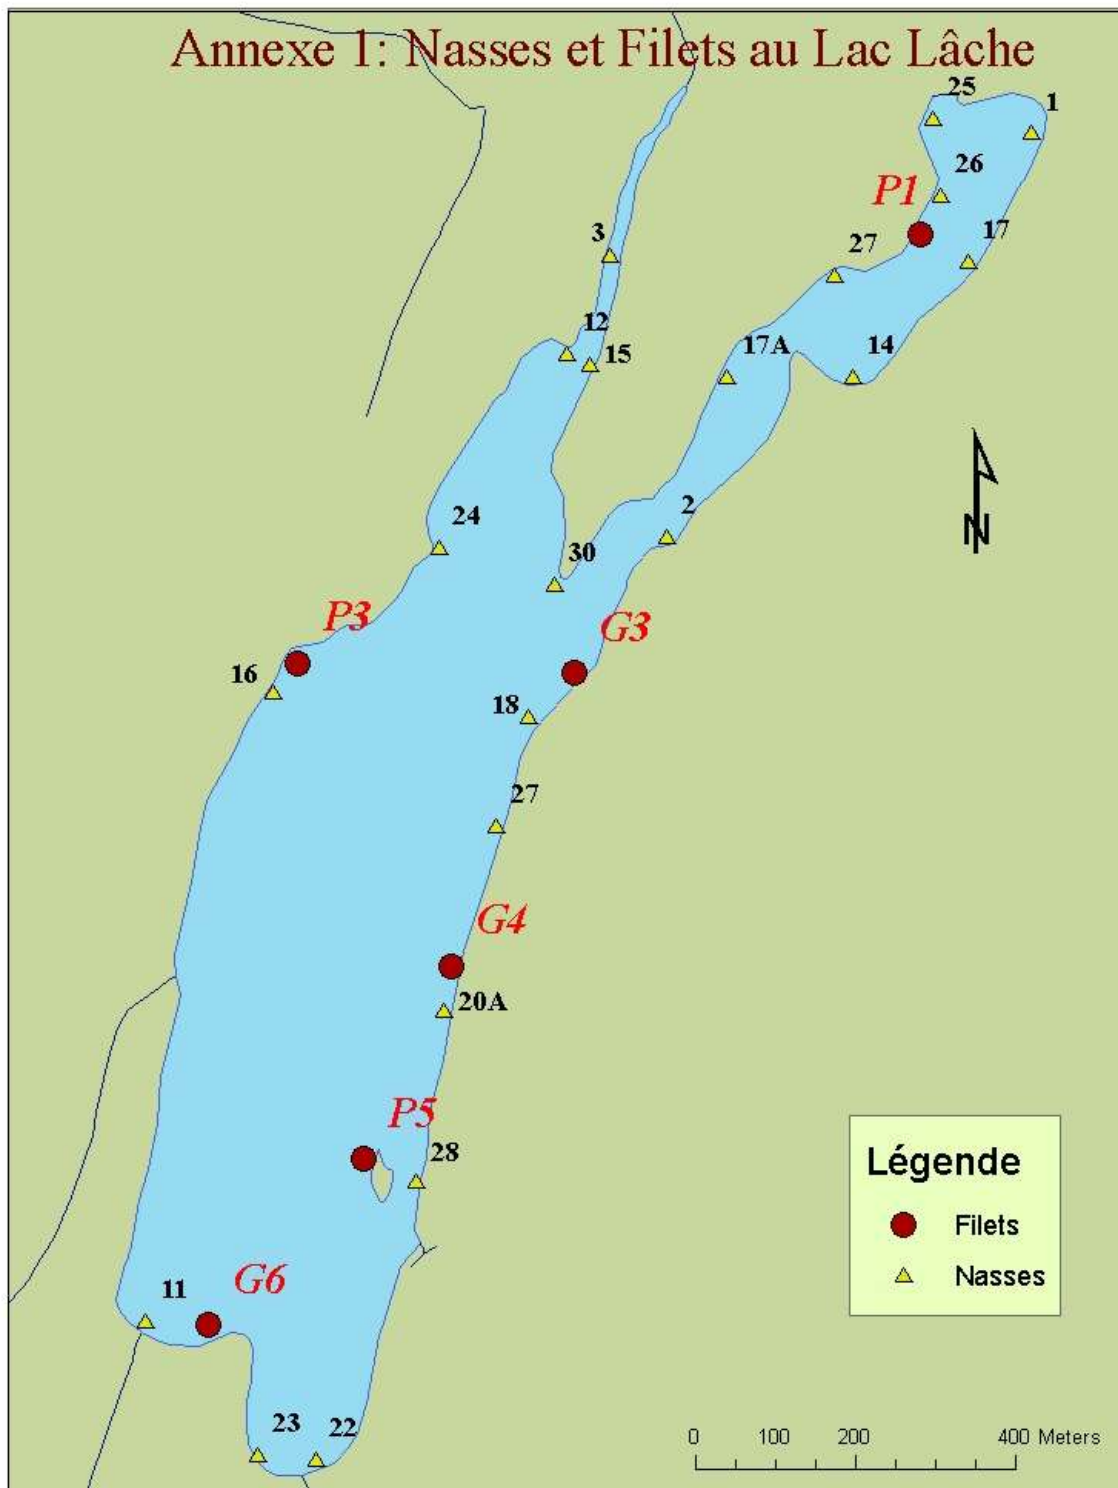 Annexe 1: Nasses et Filets au Lac Lâche
25
1
26
P1
3
27
17
12
15
17A
14
24
2
N
30
P3
G3
16
18
27
G4
20A
P5
28
Légende
Filets
G6
Nasses
11
23
22
0 100 200 400 Meters